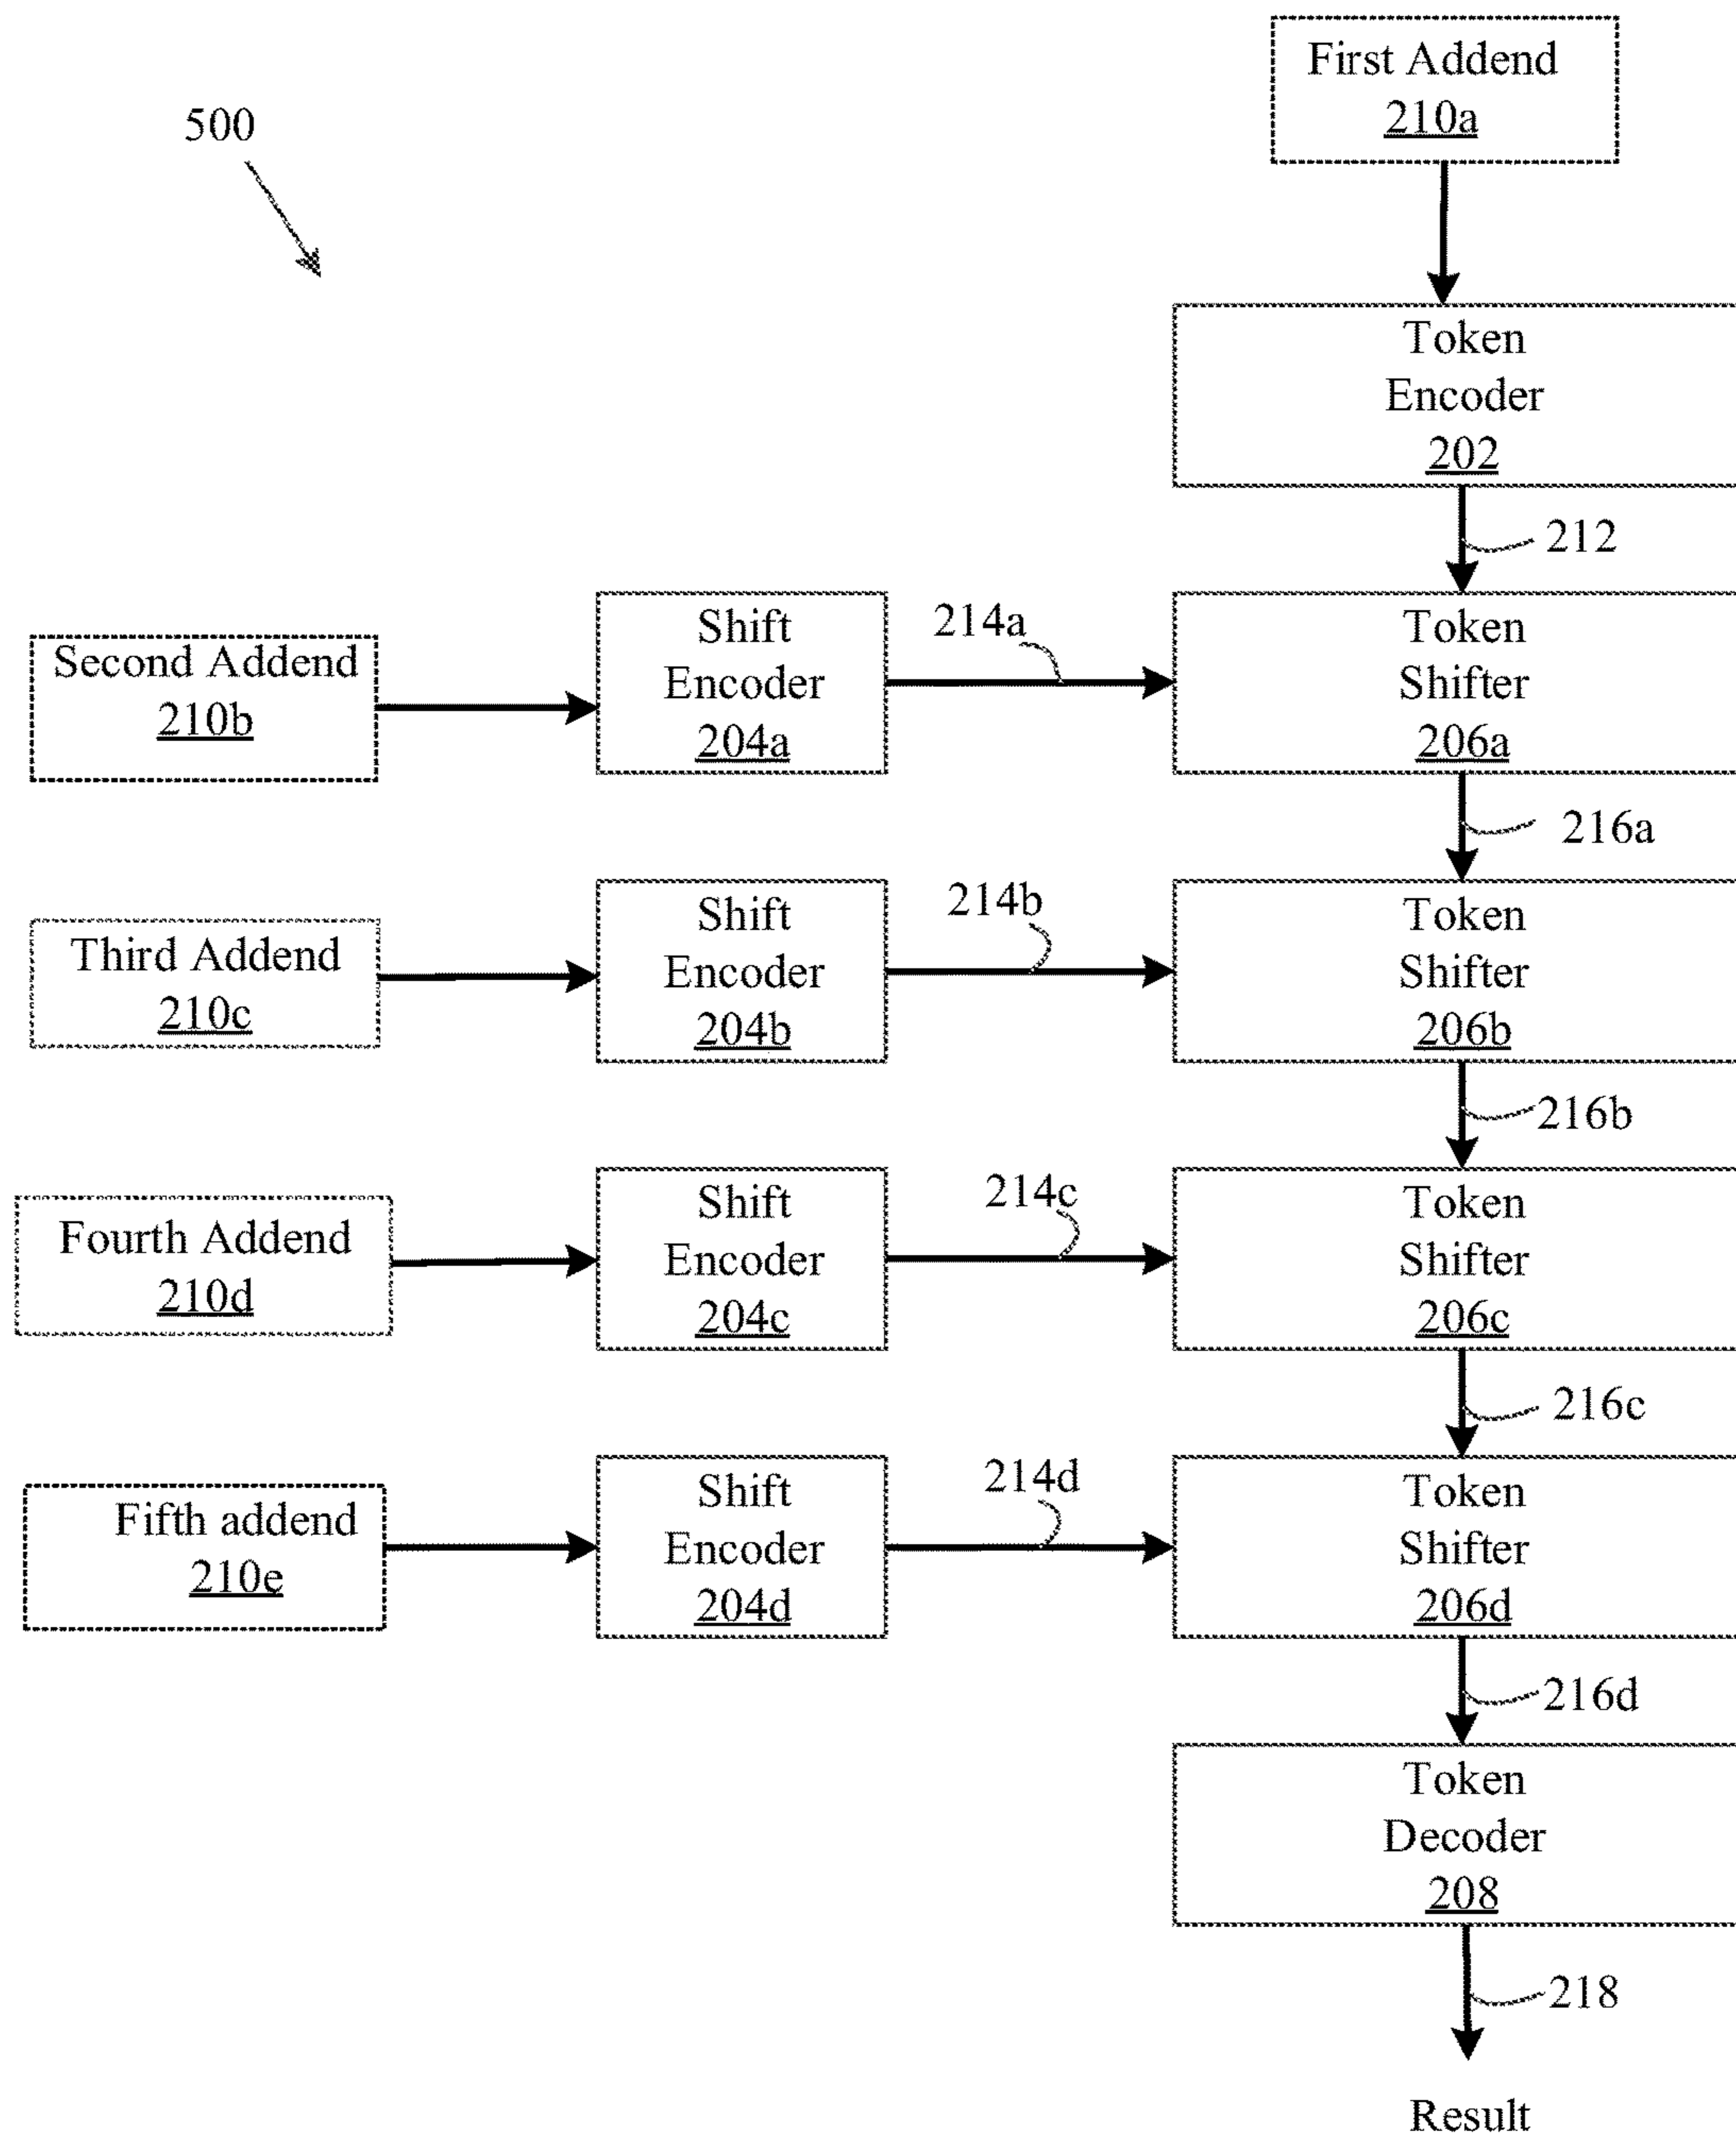 First Addend
210a
500
Token
Encoder
202
212
Second Addend
210b
Shift
Encoder
204a
214a
Token
Shifter
206a
216a
Third Addend
210c
Shift
Encoder
204b
214b
Token
Shifter
206b
216b
Fourth Addend
210d
Shift
Encoder
204c
214c
Token
Shifter
206c
216c
Fifth addend
210e
Shift
Encoder
204d
214d
Token
Shifter
206d
216d
Token
Decoder
208
218
Result